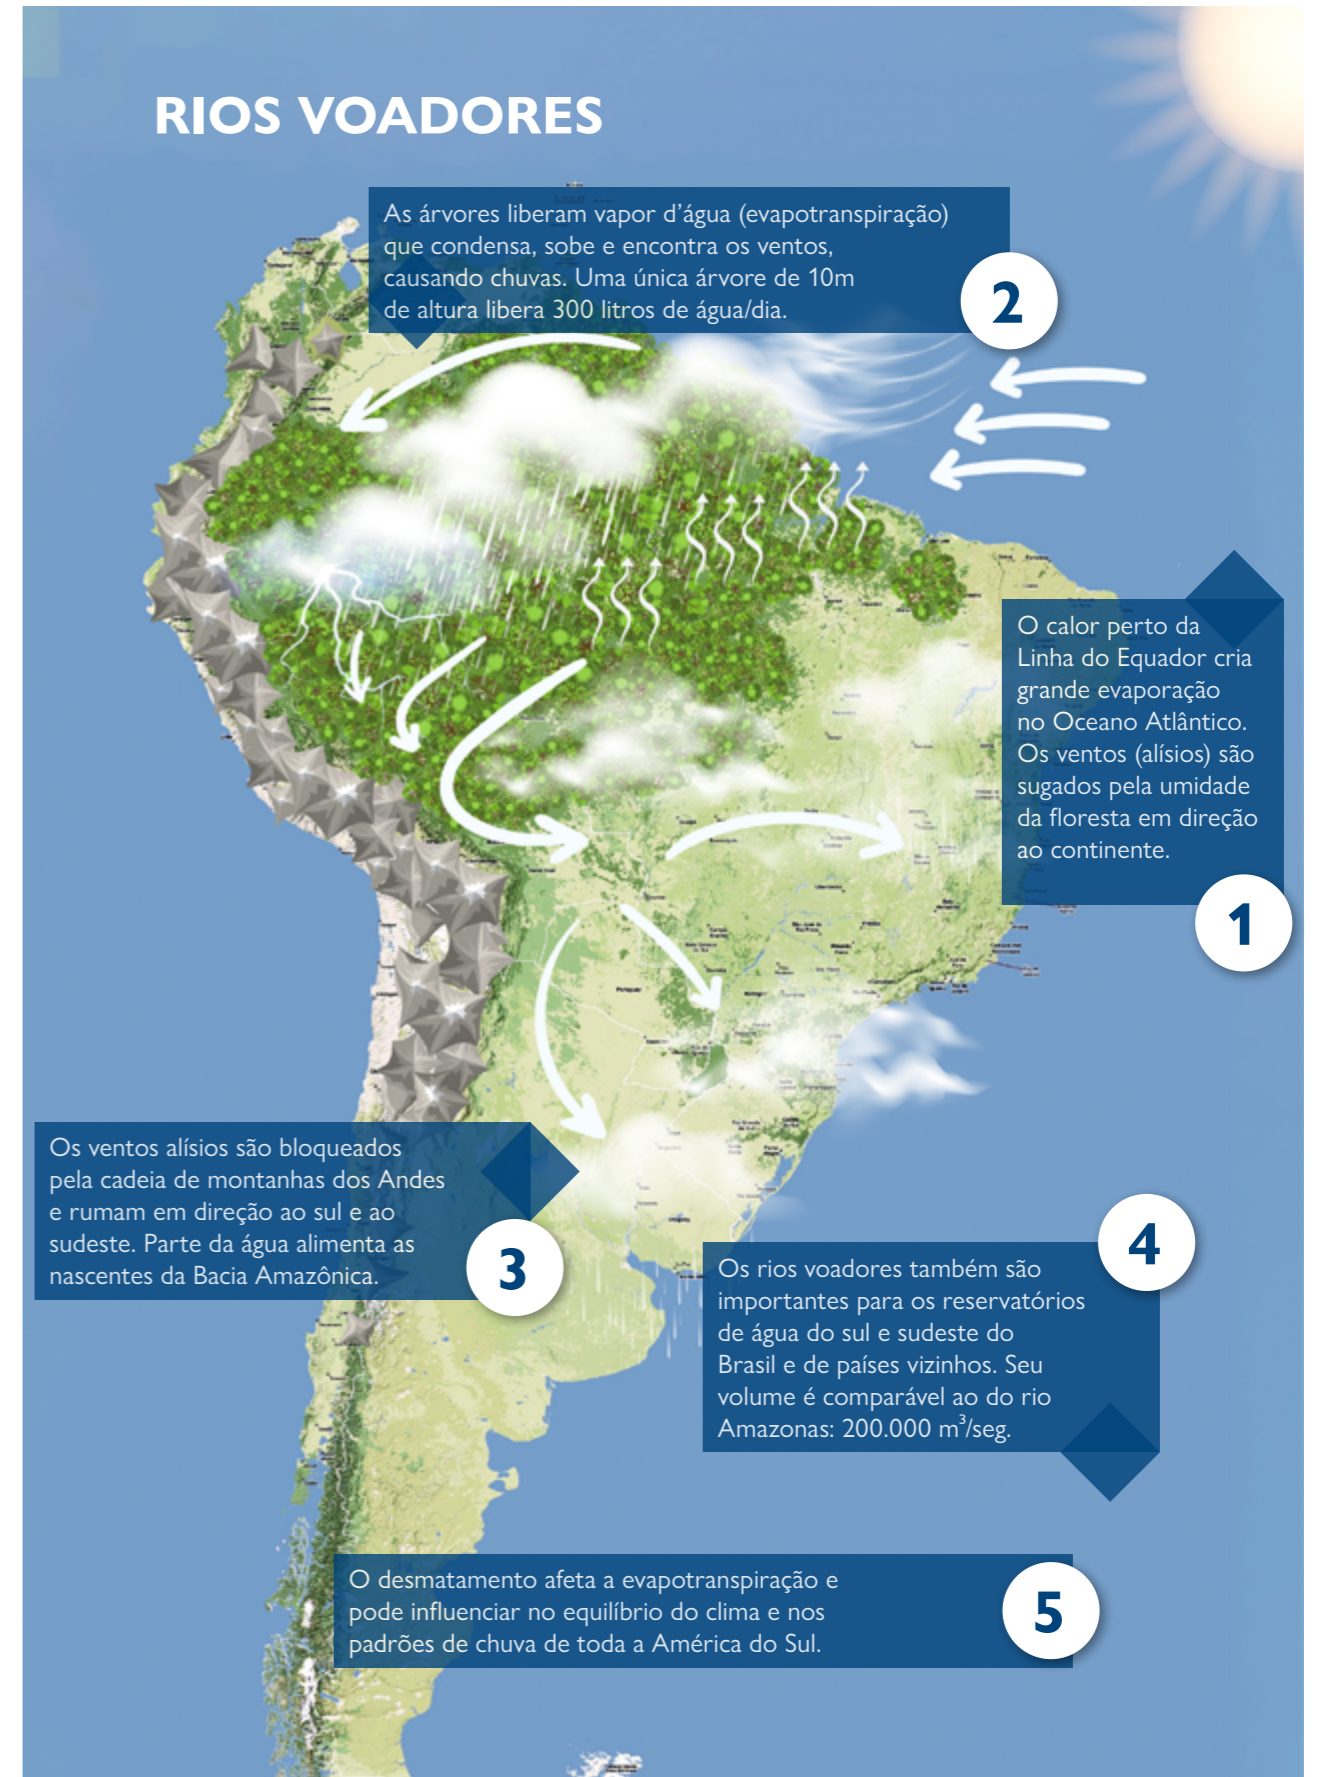 RIOS VOADORES
As árvores liberam vapor d’água (evapotranspiração)
que condensa, sobe e encontra os ventos,
causando chuvas. Uma única árvore de 10m
de altura libera 300 litros de água/dia.
2
O calor perto da
Linha do Equador cria
grande evaporação
no Oceano Atlântico.
Os ventos (alísios) são
sugados pela umidade
da floresta em direção
ao continente.
1
Os ventos alísios são bloqueados
pela cadeia de montanhas dos Andes
e rumam em direção ao sul e ao
sudeste. Parte da água alimenta as
nascentes da Bacia Amazônica.
3
4
Os rios voadores também são
importantes para os reservatórios
de água do sul e sudeste do
Brasil e de países vizinhos. Seu
volume é comparável ao do rio
Amazonas: 200.000 m³/seg.
O desmatamento afeta a evapotranspiração e
pode influenciar no equilíbrio do clima e nos
padrões de chuva de toda a América do Sul.
5